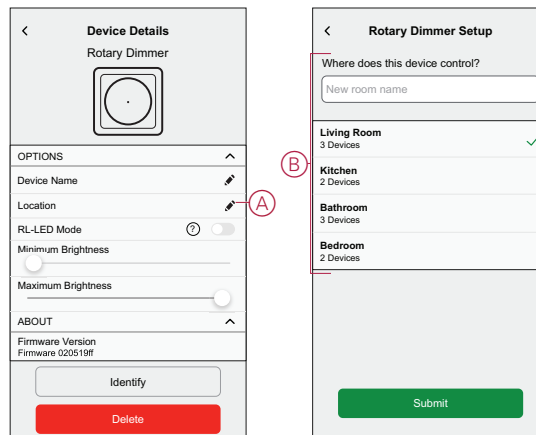 Device Details
Rotary Dimmer
OPTIONS
Device Name
Location
A
RL-LED Mode
?
Minimum Brightness
Maximum Brightness
ABOUT
Firmware Version
Firmware 020519ff
Identify
Delete
Rotary Dimmer Setup
Where does this device control?
New room name
B
Living Room
3 Devices
Kitchen
2 Devices
Bathroom
3 Devices
Bedroom
2 Devices
Submit